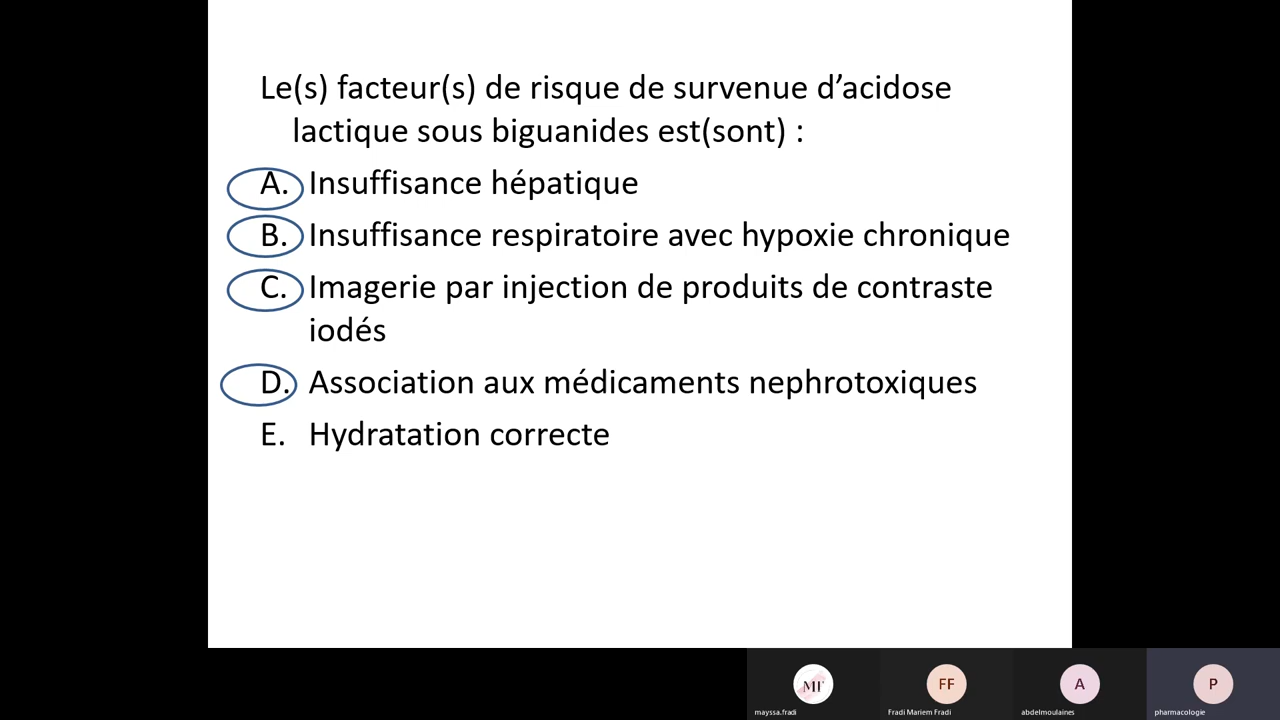 Le(s) facteur(s) de risque de survenue d’acidose
lactique sous biguanides est(sont) :
A. Insuffisance hépatique
B. Insuffisance respiratoire avec hypoxie chronique
C. Imagerie par injection de produits de contraste
iodés
D. Association aux médicaments nephrotoxiques
E. Hydratation correcte
MF FF A P
mayssa.fradi Fradi Mariem Fradi abdelmoulaines pharmacologie